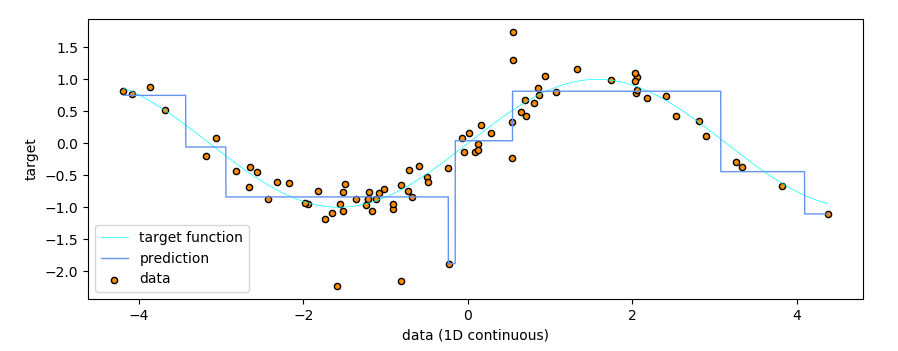 1.5
1.0
0.5
0.0
−0.5
−1.0
−1.5
−2.0
target
target function
prediction
data
−4 −2 0 2 4
data (1D continuous)